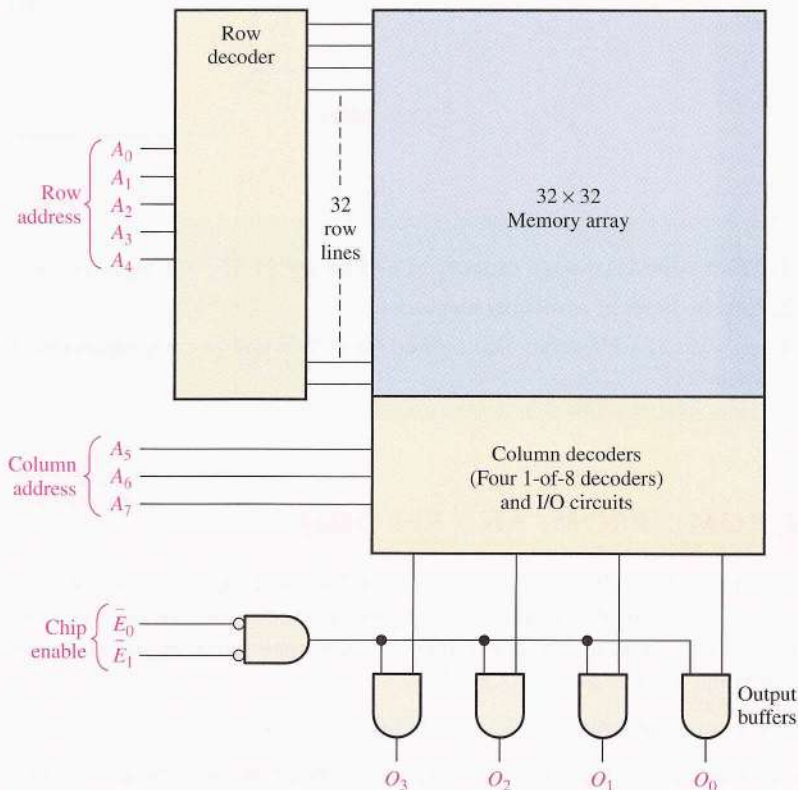 Row
decoder
A₀
A₁
A₂
A₃
A₄
Row
address
32
row
lines
32 × 32
Memory array
A₅
A₆
A₇
Column
address
Column decoders
(Four 1-of-8 decoders)
and I/O circuits
Chip
enable
E̅₀
E̅₁
Output
buffers
O₃ O₂ O₁ O₀